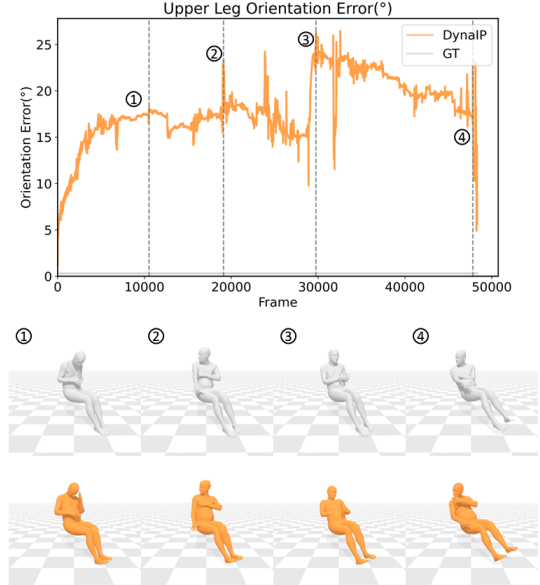 Upper Leg Orientation Error(°)
25
20
15
10
5
0
Orientation Error(°)
① ② ③ ④
DynaIP
GT
0 10000 20000 30000 40000 50000
Frame
① ② ③ ④